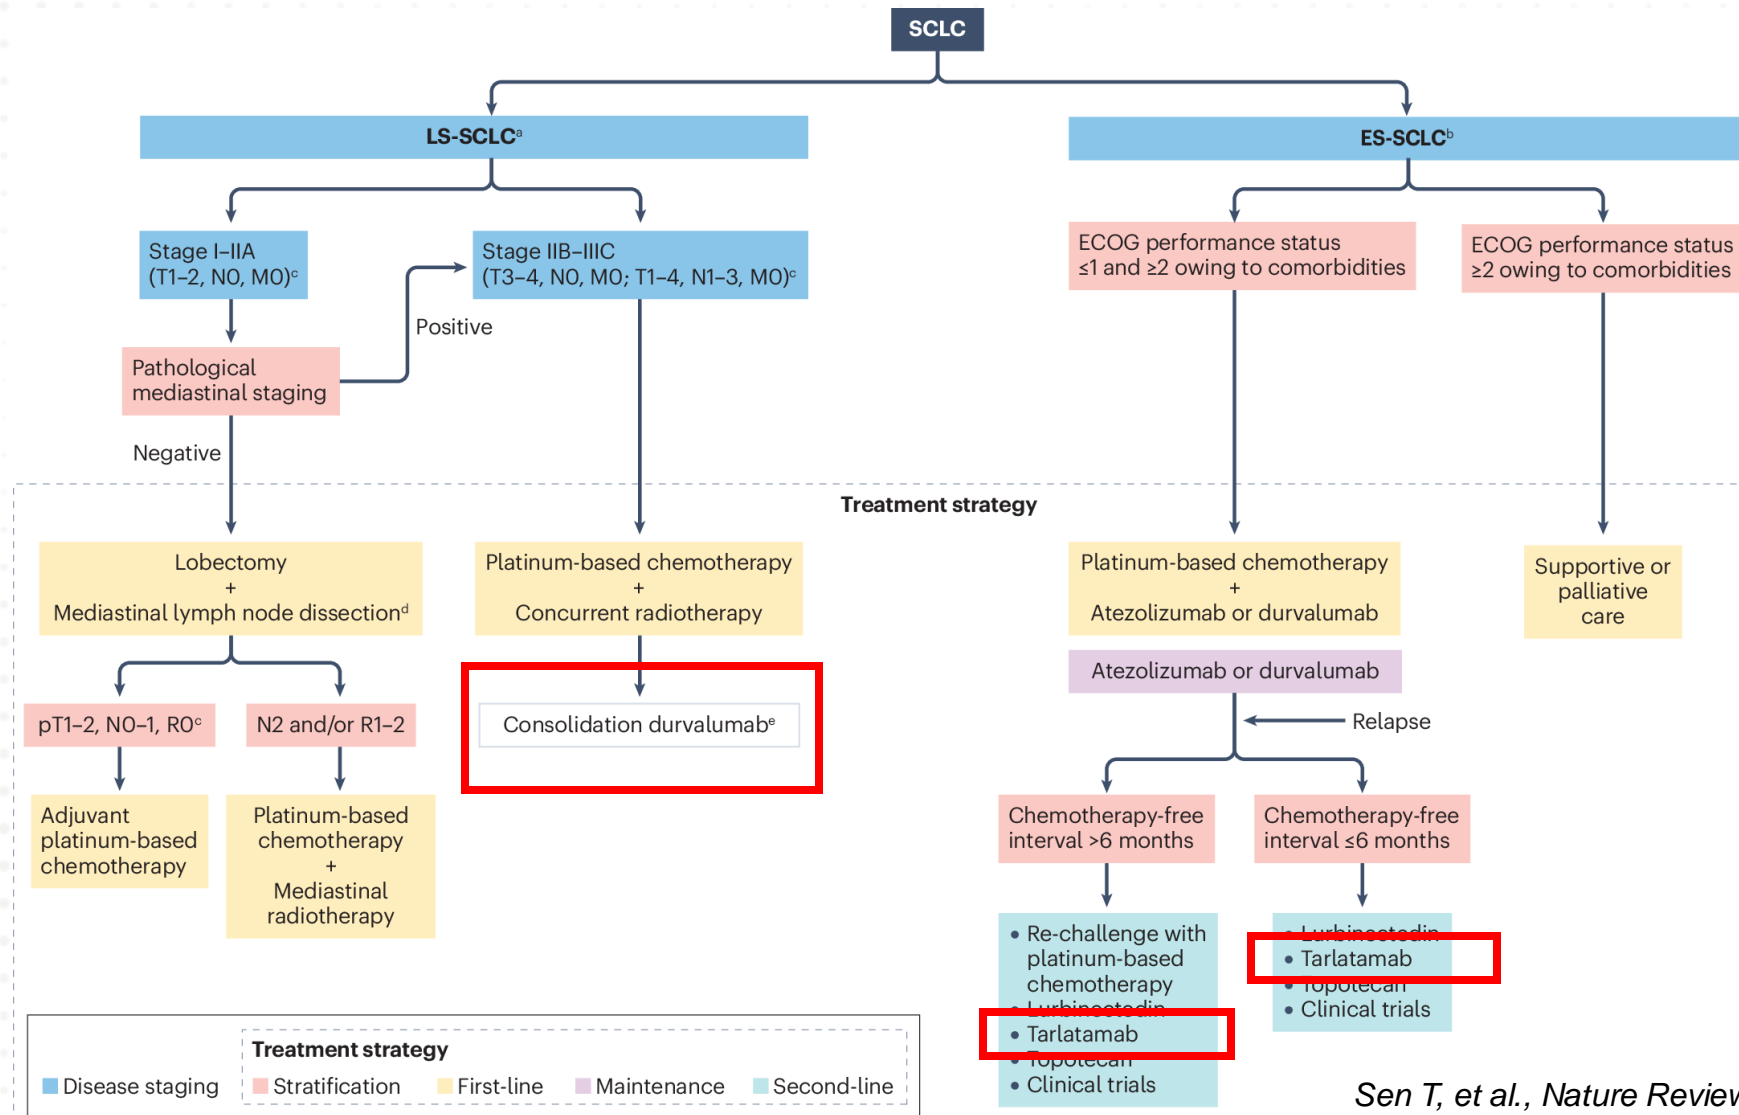 SCLC
LS-SCLCᵃ
ES-SCLCᵇ
Stage I–IIA
(T1–2, N0, M0)ᶜ
Stage IIB–IIIC
(T3–4, N0, M0; T1–4, N1–3, M0)ᶜ
ECOG performance status
≤1 and ≥2 owing to comorbidities
ECOG performance status
≥2 owing to comorbidities
Positive
Pathological
mediastinal staging
Negative
Treatment strategy
Lobectomy
+
Mediastinal lymph node dissectionᵈ
Platinum-based chemotherapy
+
Concurrent radiotherapy
Platinum-based chemotherapy
+
Atezolizumab or durvalumab
Supportive or
palliative
care
Atezolizumab or durvalumab
pT1–2, N0–1, R0ᶜ
N2 and/or R1–2
Consolidation durvalumabᵉ
Relapse
Adjuvant
platinum-based
chemotherapy
Platinum-based
chemotherapy
+
Mediastinal
radiotherapy
Chemotherapy-free
interval >6 months
Chemotherapy-free
interval ≤6 months
• Re-challenge with
platinum-based
chemotherapy
• Lurbinectedin
• Tarlatamab
• Topotecan
• Clinical trials
• Lurbinectedin
• Tarlatamab
• Topotecan
• Clinical trials
Treatment strategy
Disease staging
Stratification
First-line
Maintenance
Second-line
Sen T, et al., Nature Review